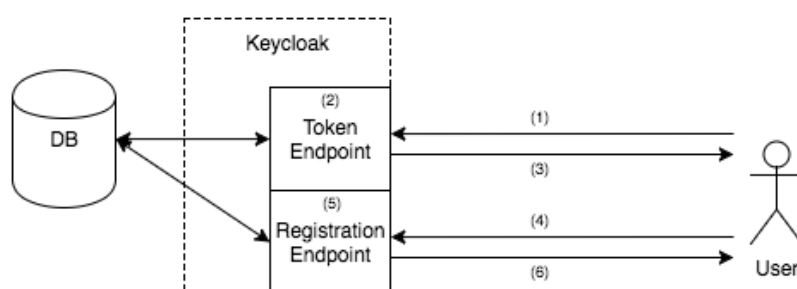 Keycloak
(2)
Token
Endpoint
(1)
(3)
DB
(5)
Registration
Endpoint
(4)
(6)
User